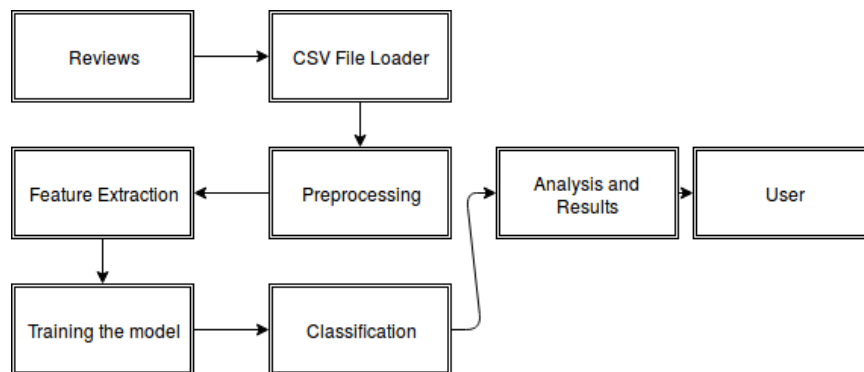 Reviews
CSV File Loader
Feature Extraction
Preprocessing
Analysis and
Results
User
Training the model
Classification